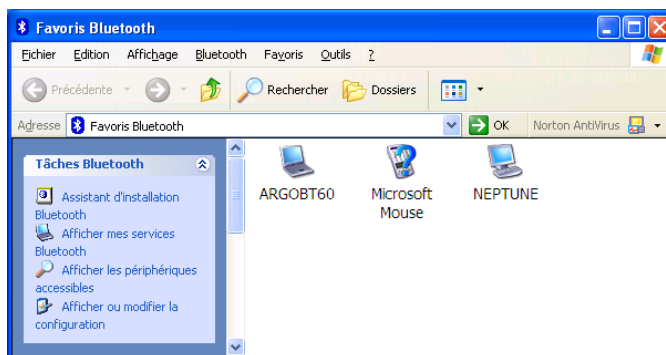 Favoris Bluetooth
Fichier Edition Affichage Bluetooth Favoris Outils ?
Précédente Rechercher Dossiers
Adresse Favoris Bluetooth OK Norton AntiVirus
Tâches Bluetooth
Assistant d'installation
Bluetooth
Afficher mes services
Bluetooth
Afficher les périphériques
accessibles
Afficher ou modifier la
configuration
ARGOBT60 Microsoft NEPTUNE
Mouse